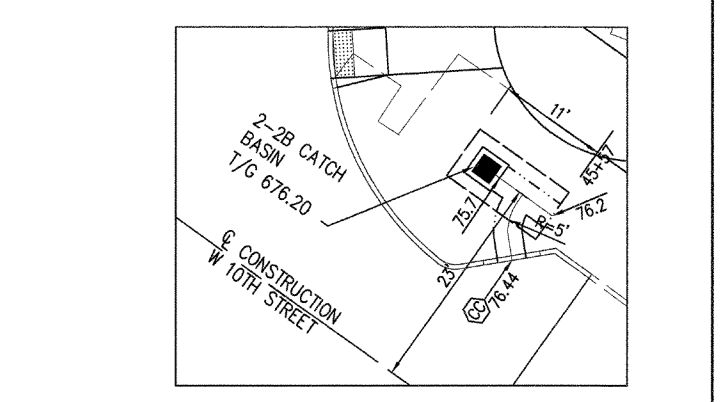 2-2B CATCH
BASIN
T/G 676.20
℄ CONSTRUCTION
W 10TH STREET
11'
45+57
76.2
75.7
R=5'
23'
CC
76.44